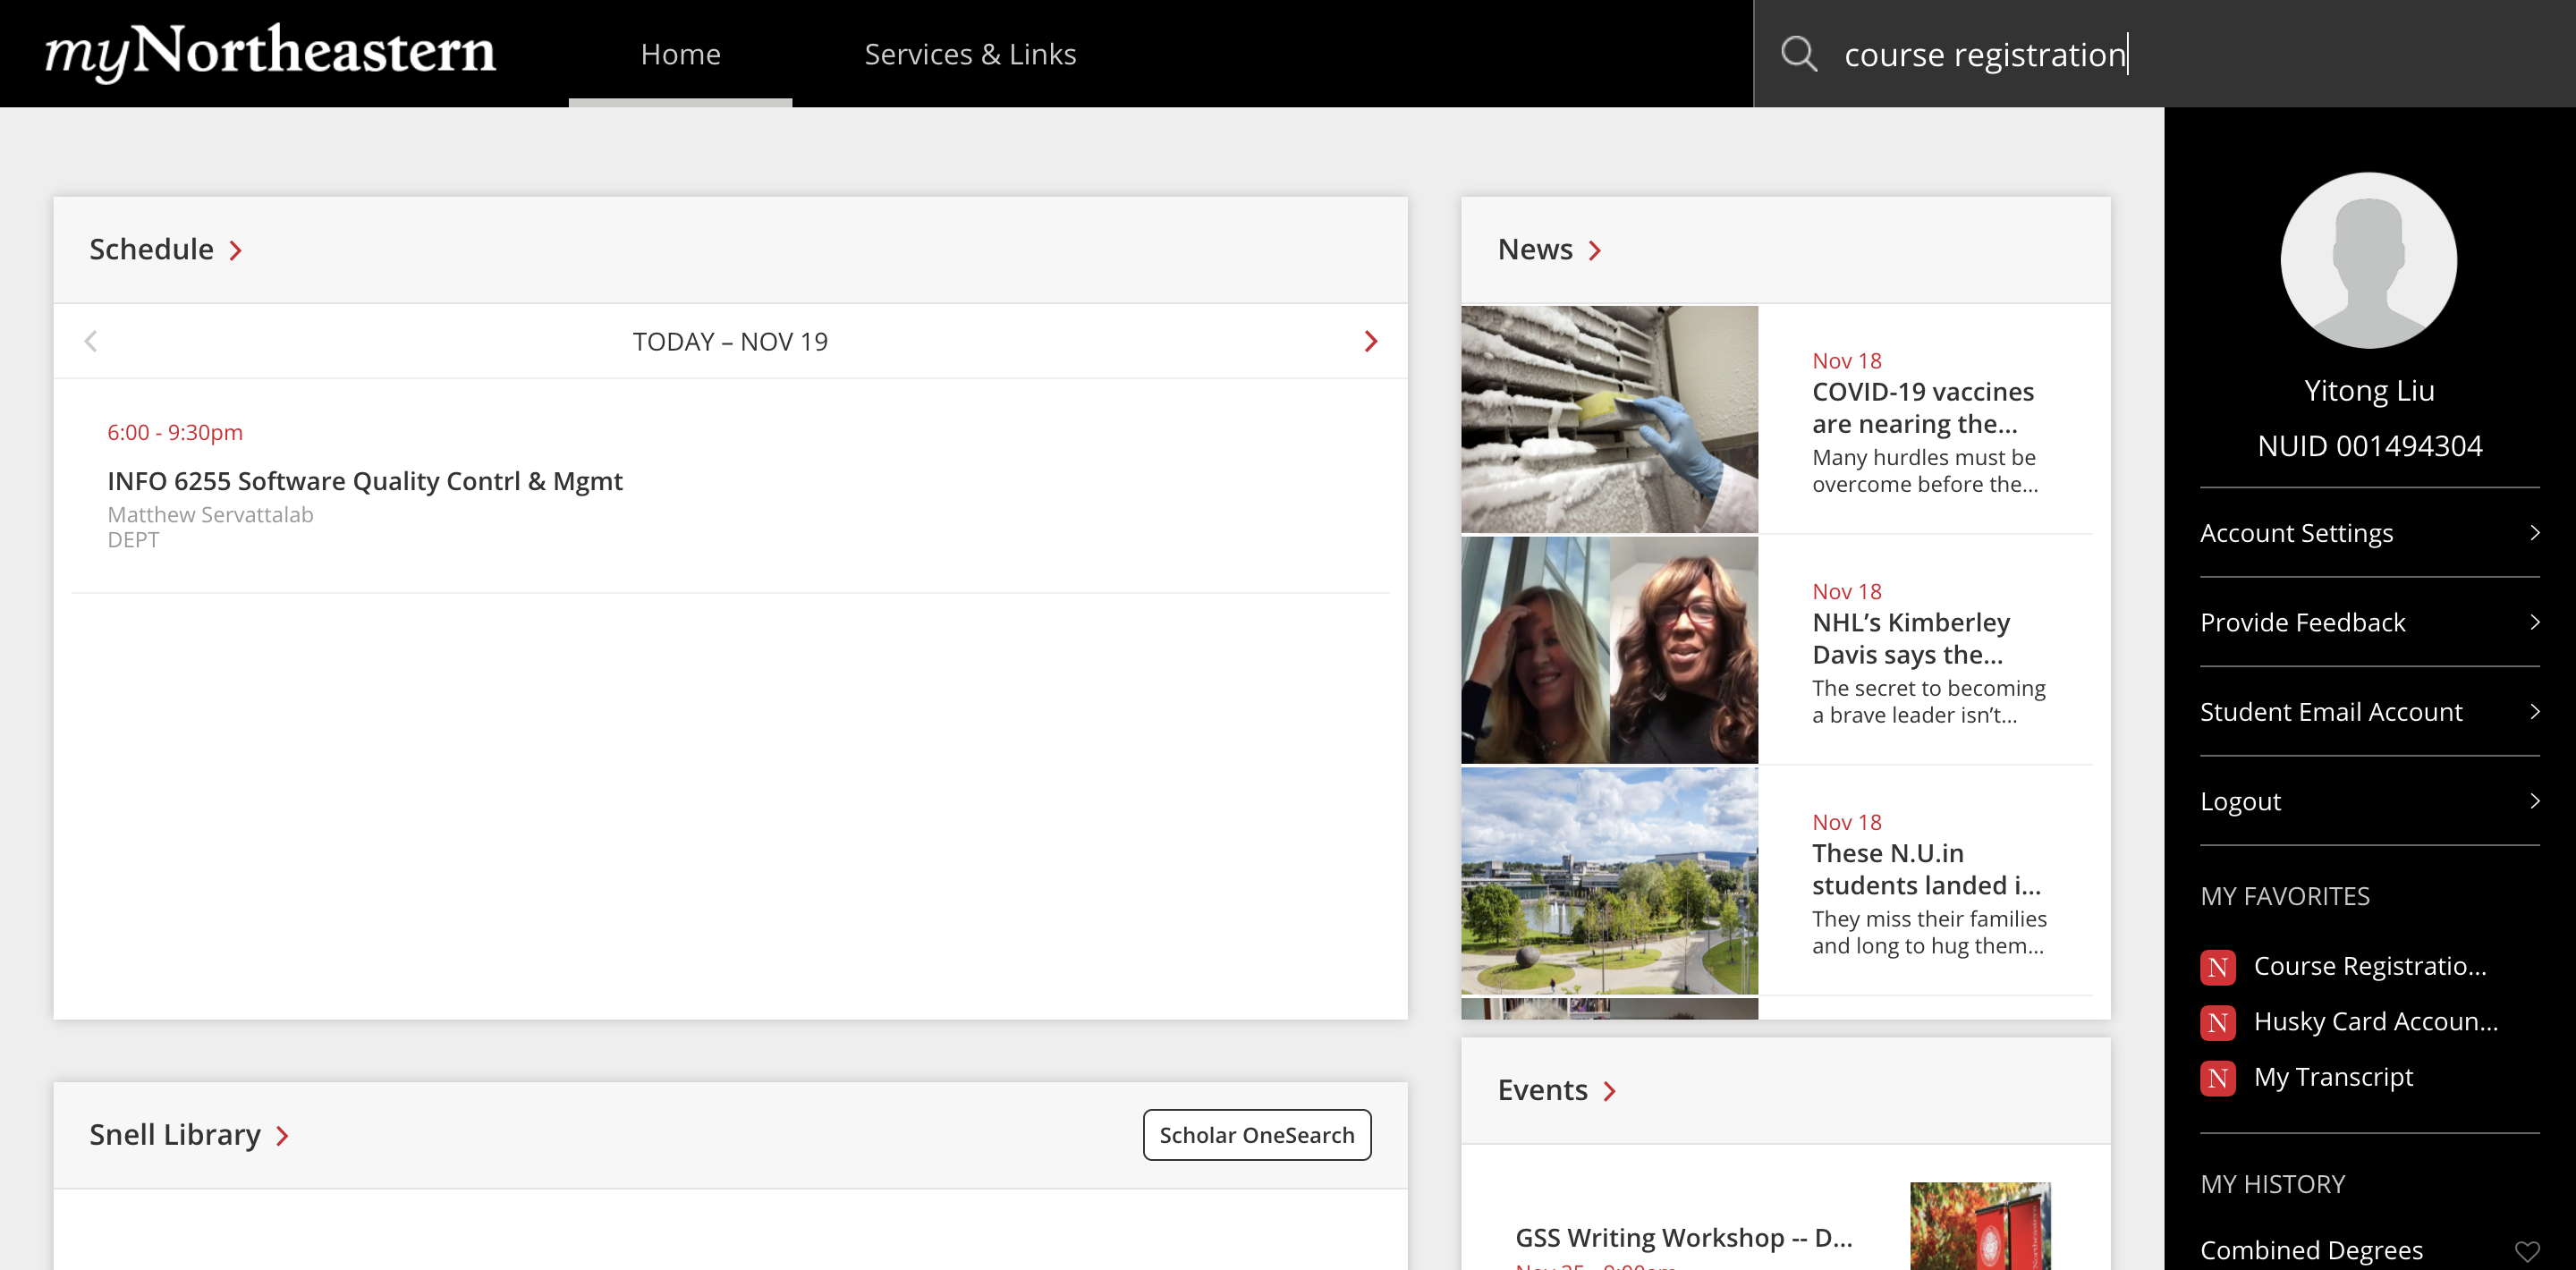 myNortheastern
Home
Services & Links
course registration
Schedule
TODAY – NOV 19
6:00 - 9:30pm
INFO 6255 Software Quality Contrl & Mgmt
Matthew Servattalab
DEPT
Snell Library
Scholar OneSearch
News
Nov 18
COVID-19 vaccines
are nearing the...
Many hurdles must be
overcome before the...
Nov 18
NHL’s Kimberley
Davis says the...
The secret to becoming
a brave leader isn’t...
Nov 18
These N.U.in
students landed i...
They miss their families
and long to hug them...
Events
GSS Writing Workshop -- D...
Yitong Liu
NUID 001494304
Account Settings
Provide Feedback
Student Email Account
Logout
MY FAVORITES
N Course Registratio...
N Husky Card Accoun...
N My Transcript
MY HISTORY
Combined Degrees